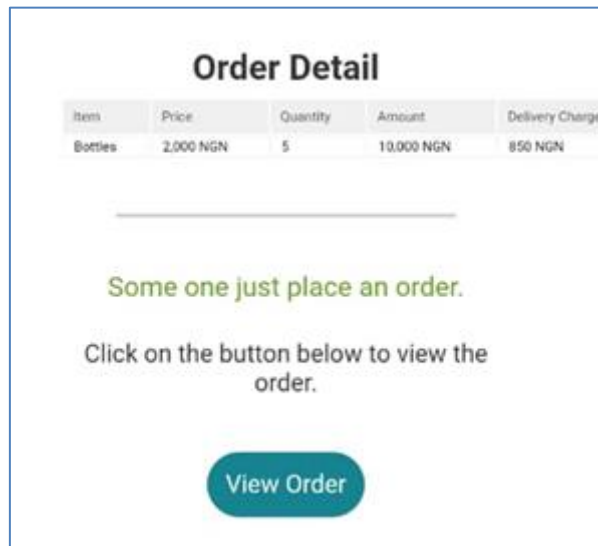 Order Detail
Item Price Quantity Amount Delivery Charge
Bottles 2,000 NGN 5 10,000 NGN 850 NGN
Some one just place an order.
Click on the button below to view the
order.
View Order